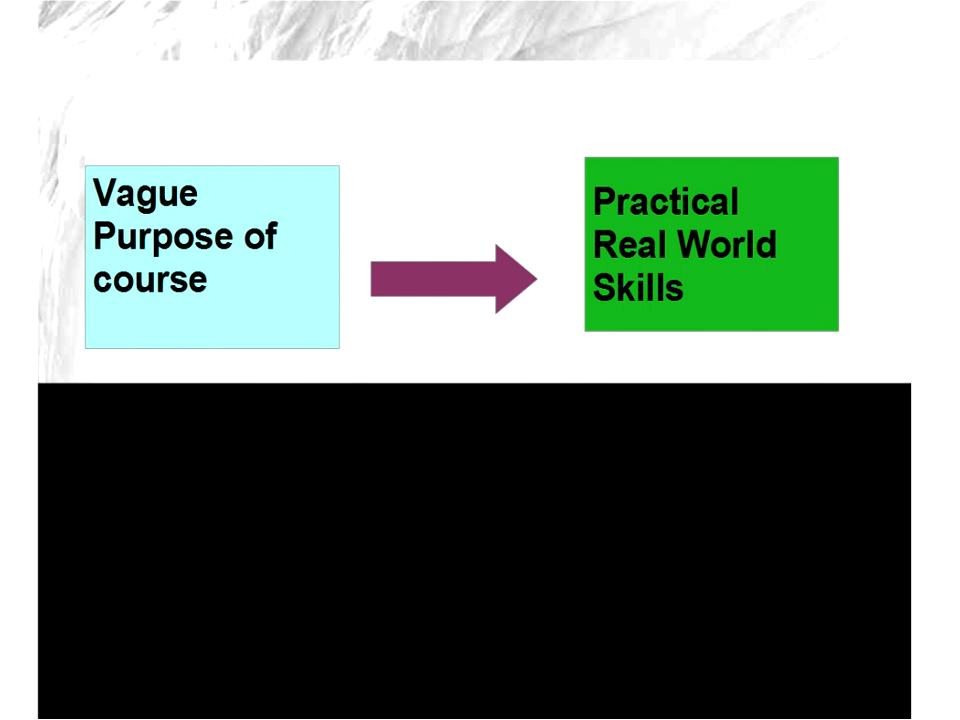 Vague
Purpose of
course
Practical
Real World
Skills